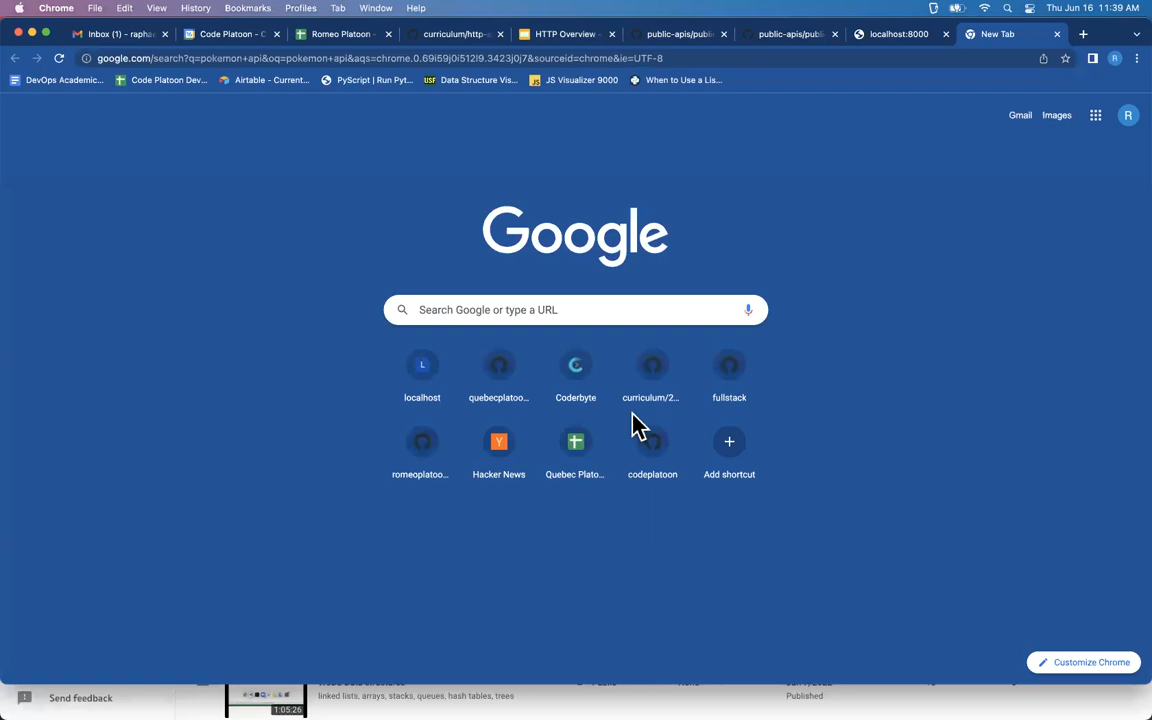 Chrome File Edit View History Bookmarks Profiles Tab Window Help Thu Jun 16 11:39 AM
Inbox (1) - raphae Code Platoon - C Romeo Platoon - curriculum/http- HTTP Overview - public-apis/publi public-apis/publi localhost:8000 New Tab
google.com/search?q=pokemon+api&oq=pokemon+api&aqs=chrome.0.69i59j0i512l9.3423j0j7&sourceid=chrome&ie=UTF-8 R
DevOps Academic... Code Platoon Dev... Airtable - Current... PyScript | Run Pyt... USF Data Structure Vis... JS JS Visualizer 9000 When to Use a Lis...
Gmail Images R
Google
Search Google or type a URL
L
localhost quebecplatoo... Coderbyte curriculum/2... fullstack
Y
romeoplatoo... Hacker News Quebec Plato... codeplatoon Add shortcut
Customize Chrome
Send feedback
linked lists, arrays, stacks, queues, hash tables, trees
Published
1:05:26